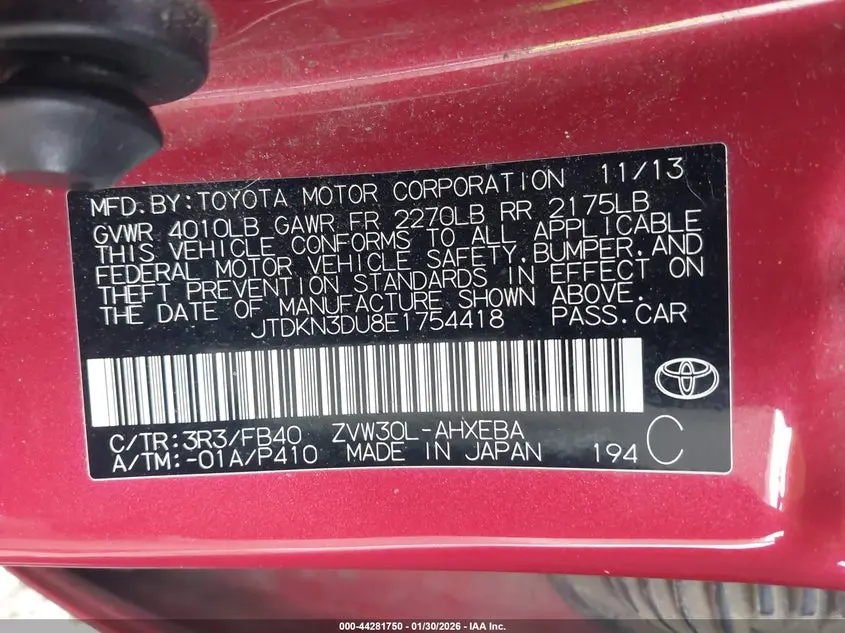 MFD.BY:TOYOTA MOTOR CORPORATION 11/13
GVWR 4010LB GAWR FR 2270LB RR 2175LB
THIS VEHICLE CONFORMS TO ALL APPLICABLE
FEDERAL MOTOR VEHICLE SAFETY,BUMPER,AND
THEFT PREVENTION STANDARDS IN EFFECT ON
THE DATE OF MANUFACTURE SHOWN ABOVE.
JTDKN3DU8E1754418 PASS.CAR
C/TR:3R3/FB40 ZVW30L-AHXEBA
A/TM:-01A/P410 MADE IN JAPAN 194 C
000-44281750 - 01/30/2026 - IAA Inc.